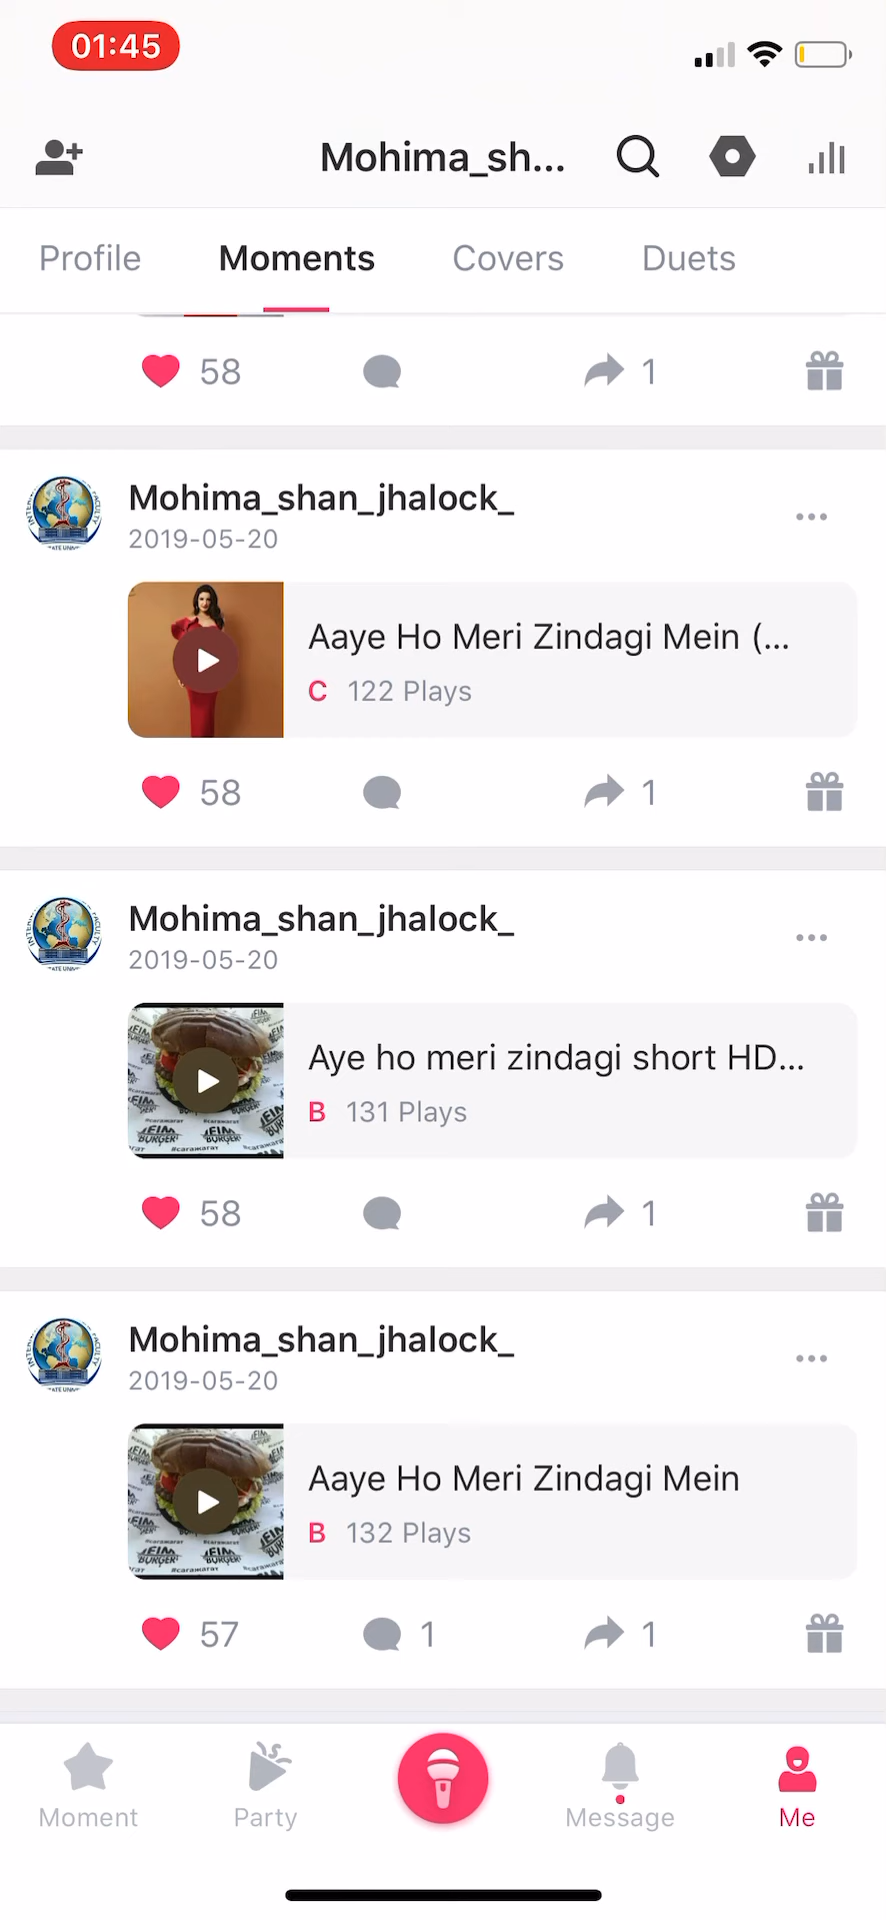 01:45
Mohima_sh...
Profile Moments Covers Duets
58 1
Mohima_shan_jhalock_
2019-05-20
Aaye Ho Meri Zindagi Mein (...
C 122 Plays
58 1
Mohima_shan_jhalock_
2019-05-20
Aye ho meri zindagi short HD...
B 131 Plays
58 1
Mohima_shan_jhalock_
2019-05-20
Aaye Ho Meri Zindagi Mein
B 132 Plays
57 1 1
Moment Party Message Me